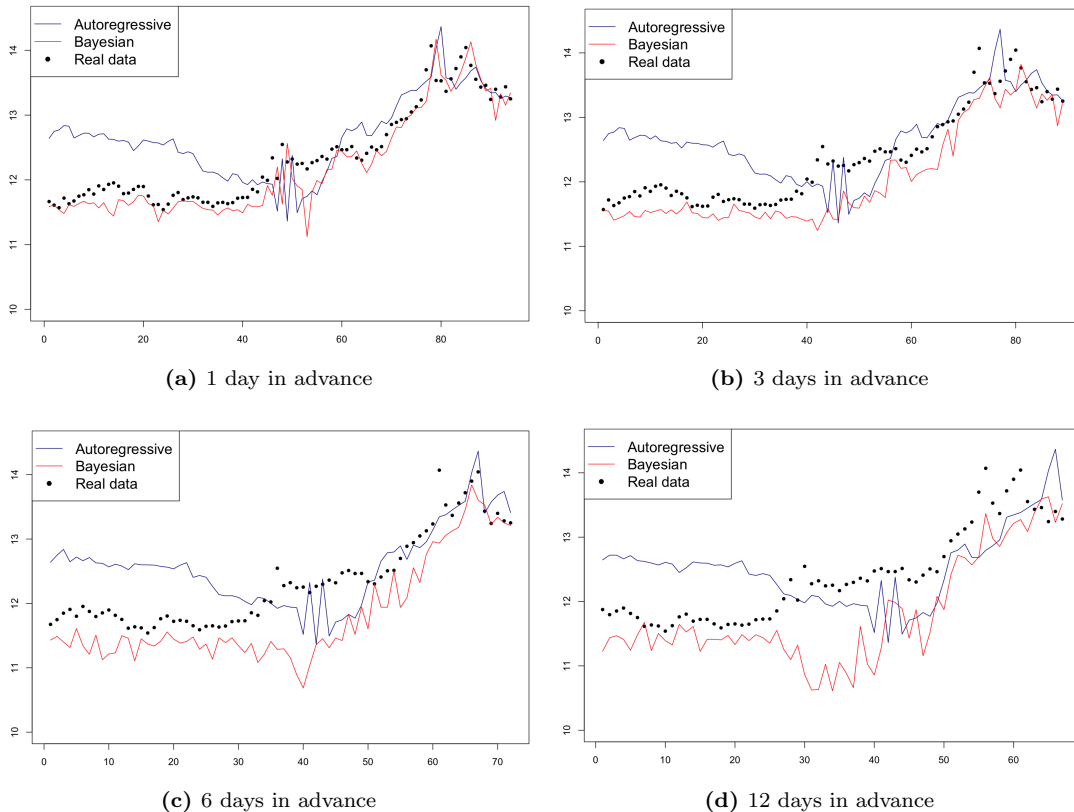 Autoregressive
Bayesian
Real data
14
13
12
11
10
0 20 40 60 80
(a) 1 day in advance
Autoregressive
Bayesian
Real data
14
13
12
11
10
0 20 40 60 80
(b) 3 days in advance
Autoregressive
Bayesian
Real data
14
13
12
11
10
0 10 20 30 40 50 60 70
(c) 6 days in advance
Autoregressive
Bayesian
Real data
14
13
12
11
10
0 10 20 30 40 50 60
(d) 12 days in advance